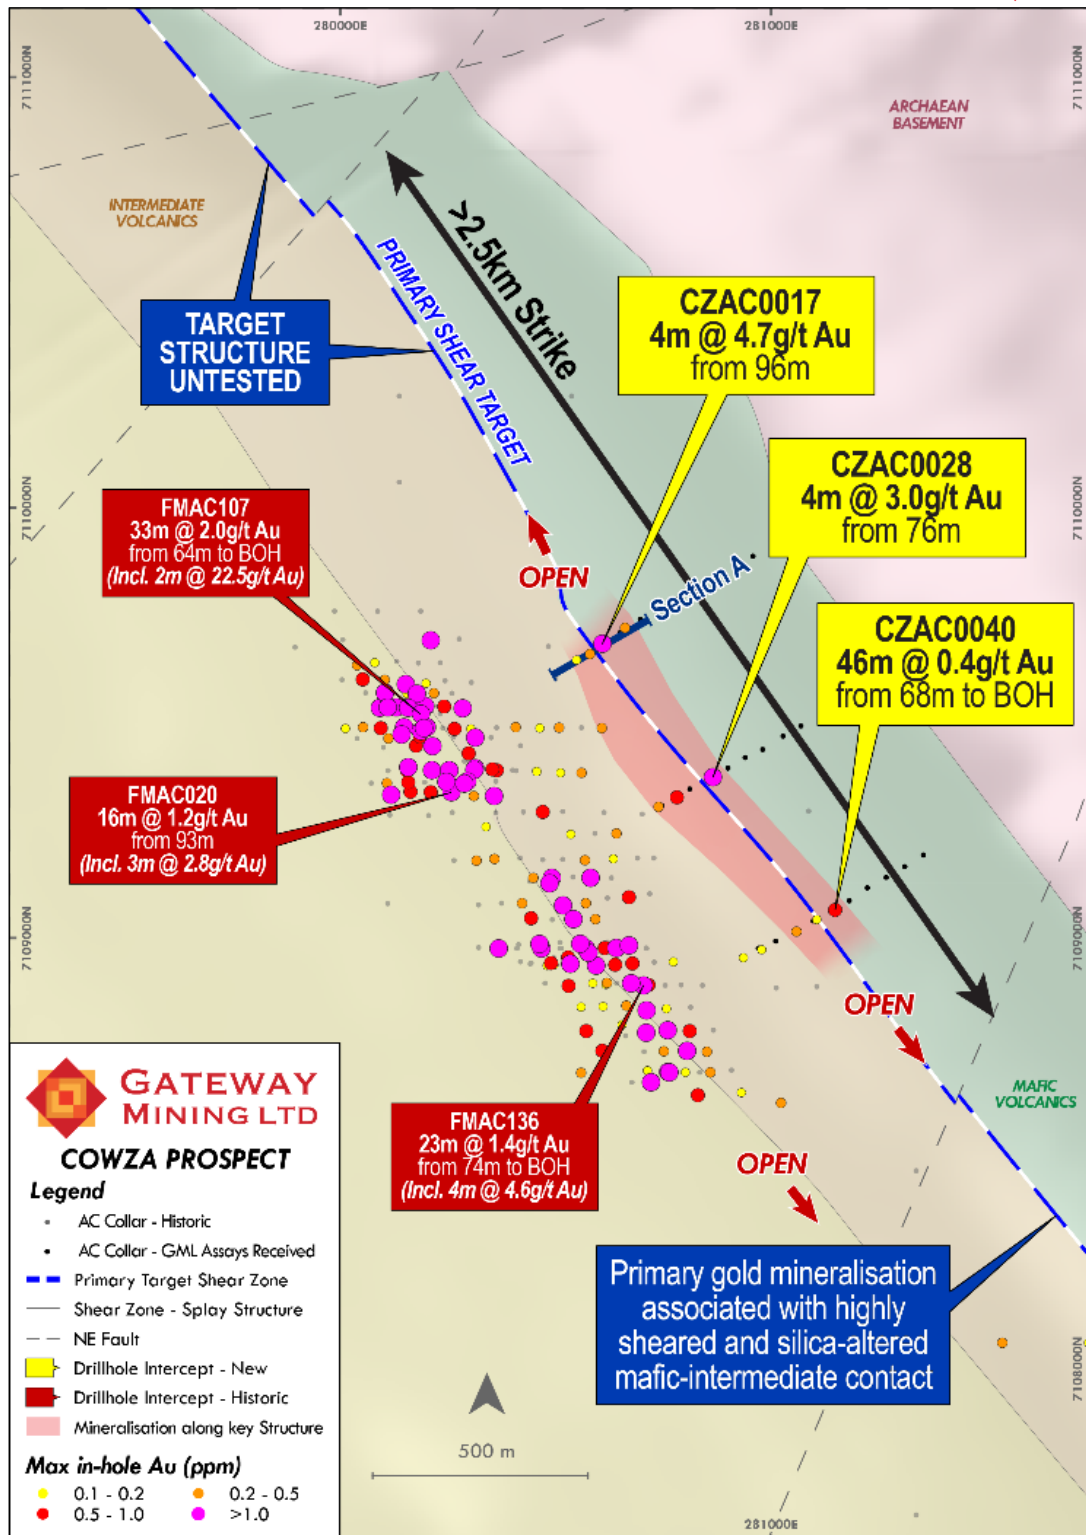 280000E
281000E
7111000N
7111000N
ARCHAEAN
BASEMENT
INTERMEDIATE
VOLCANICS
>2.5km Strike
PRIMARY SHEAR TARGET
TARGET
STRUCTURE
UNTESTED
CZAC0017
4m @ 4.7g/t Au
from 96m
CZAC0028
4m @ 3.0g/t Au
from 76m
7110000N
7110000N
FMAC107
33m @ 2.0g/t Au
from 64m to BOH
(Incl. 2m @ 22.5g/t Au)
OPEN
Section A
CZAC0040
46m @ 0.4g/t Au
from 68m to BOH
FMAC020
16m @ 1.2g/t Au
from 93m
(Incl. 3m @ 2.8g/t Au)
7109000N
7109000N
OPEN
MAFIC
VOLCANICS
FMAC136
23m @ 1.4g/t Au
from 74m to BOH
(Incl. 4m @ 4.6g/t Au)
OPEN
Primary gold mineralisation
associated with highly
sheared and silica-altered
mafic-intermediate contact
7108000N
GATEWAY
MINING LTD
COWZA PROSPECT
Legend
AC Collar - Historic
AC Collar - GML Assays Received
Primary Target Shear Zone
Shear Zone - Splay Structure
NE Fault
Drillhole Intercept - New
Drillhole Intercept - Historic
Mineralisation along key Structure
Max in-hole Au (ppm)
0.1 - 0.2
0.2 - 0.5
0.5 - 1.0
>1.0
500 m
281000E